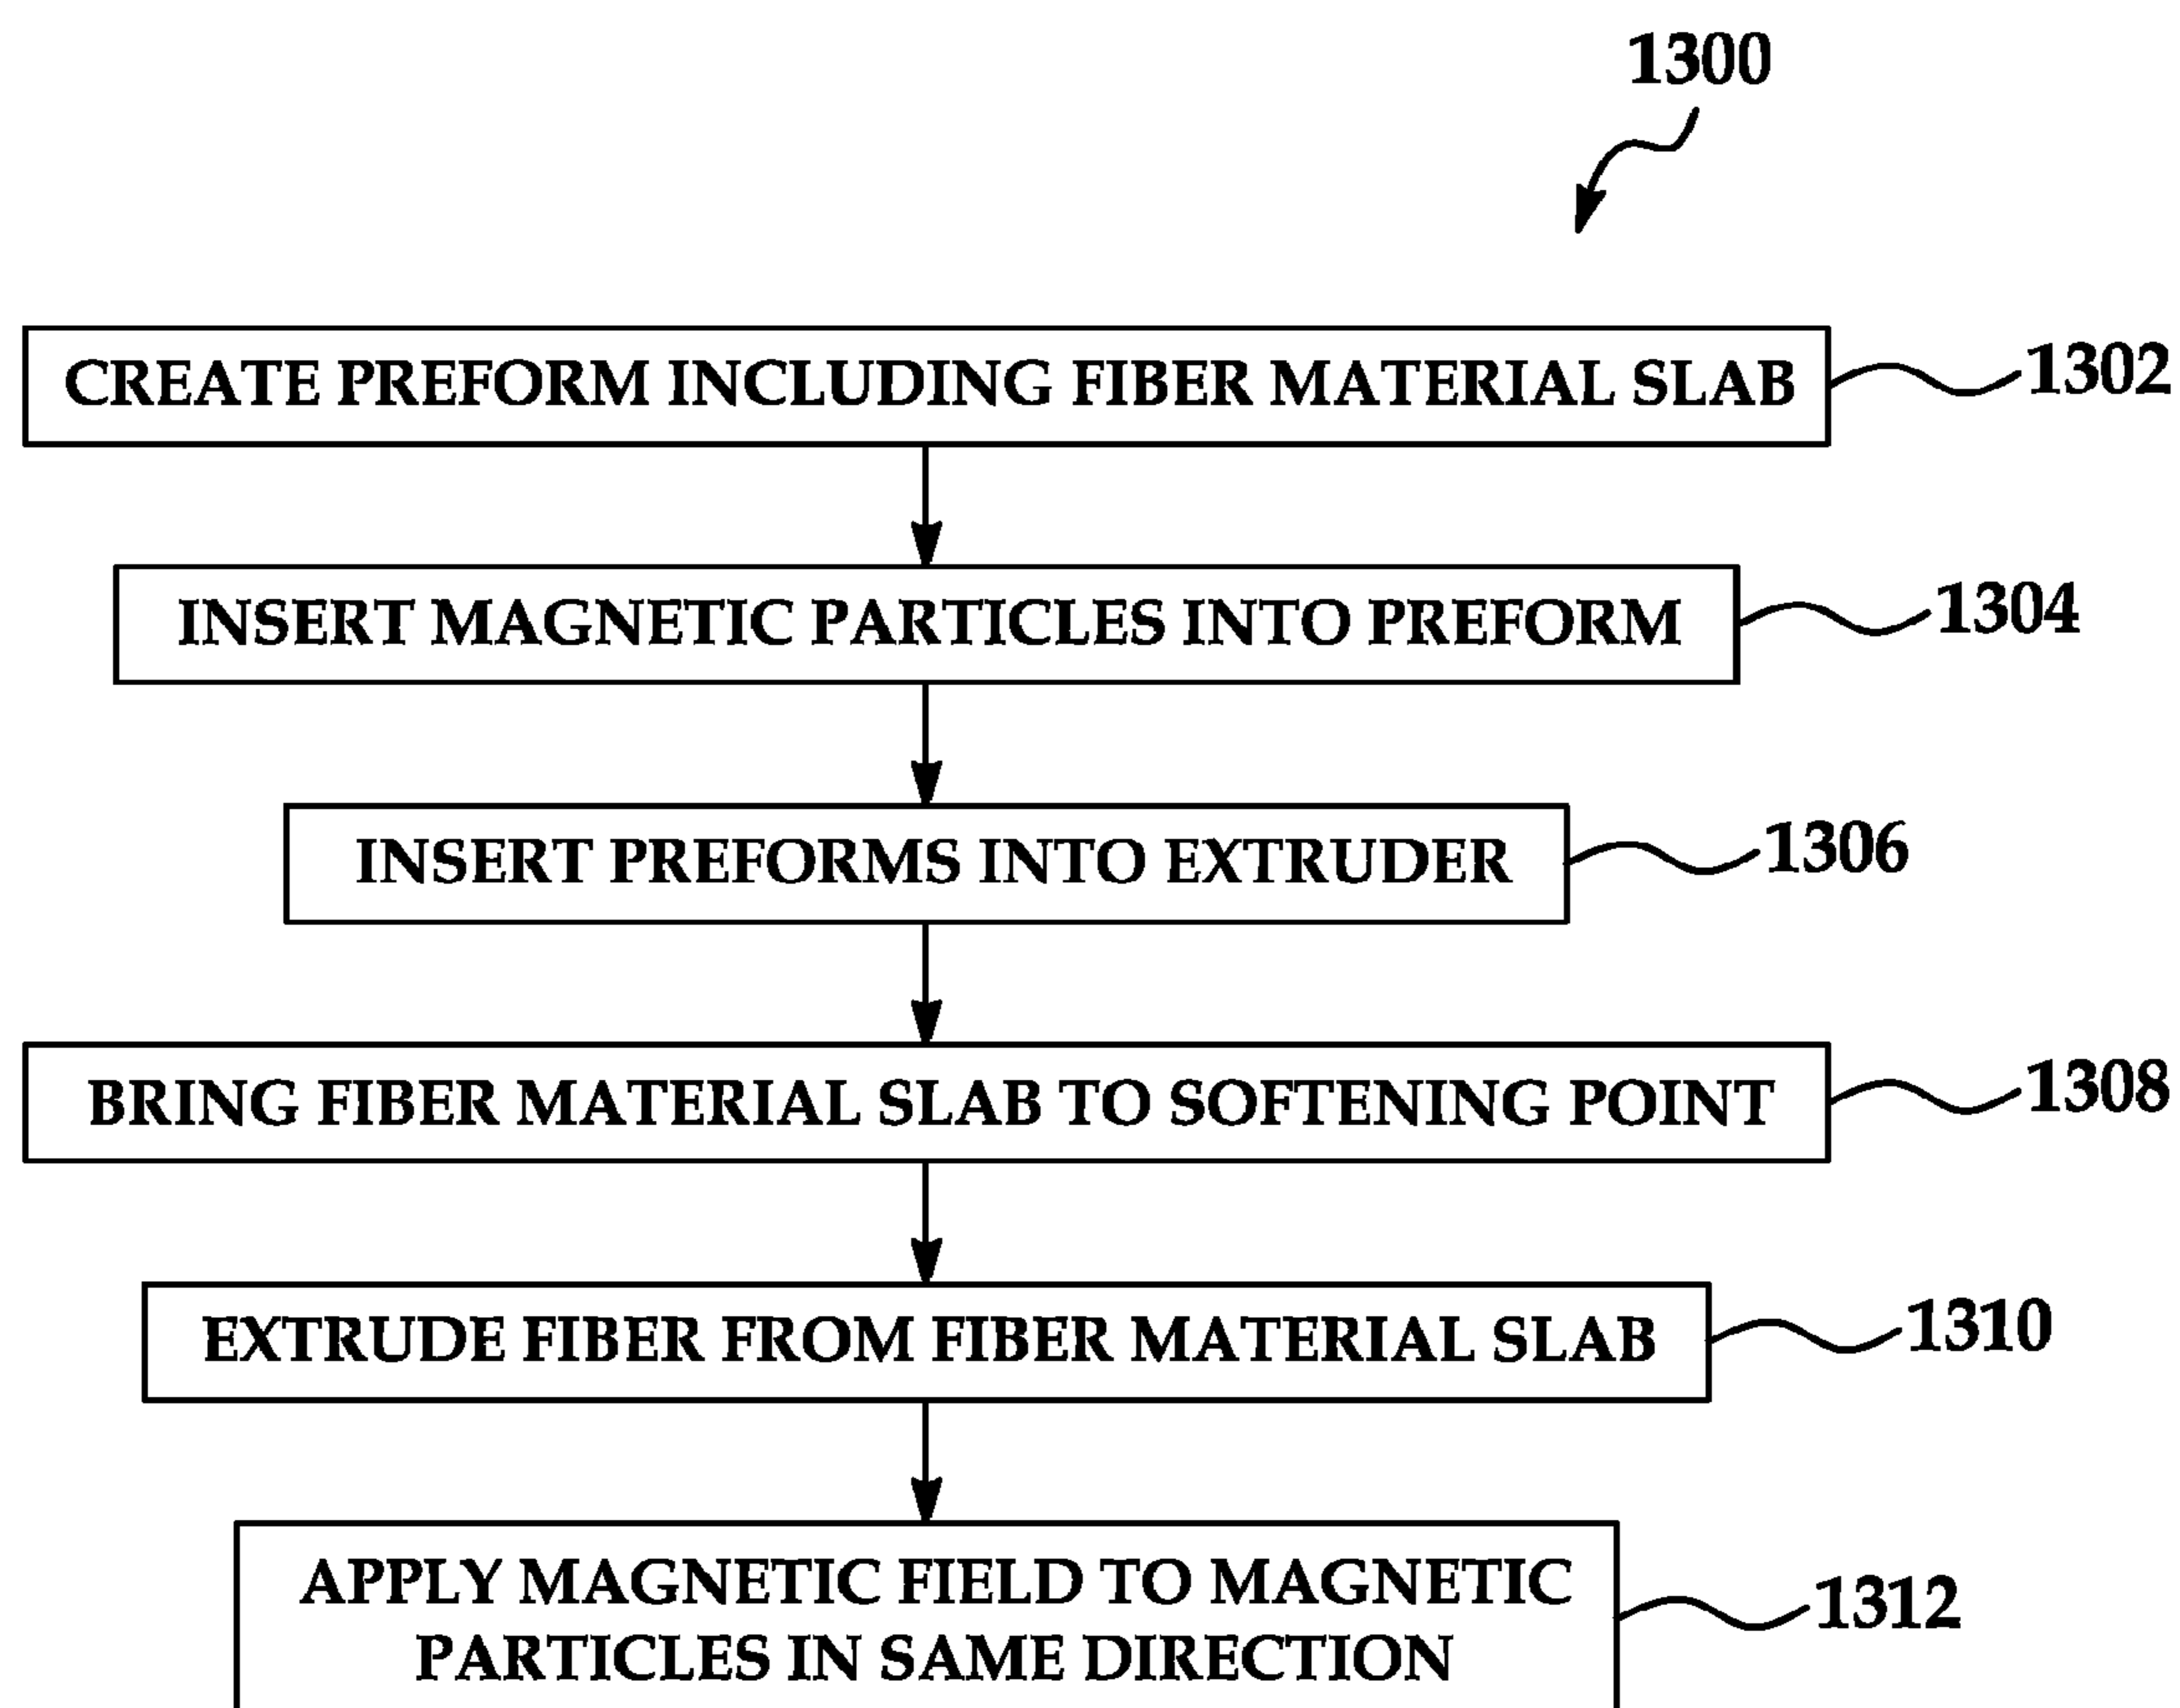 1300
CREATE PREFORM INCLUDING FIBER MATERIAL SLAB
1302
INSERT MAGNETIC PARTICLES INTO PREFORM
1304
INSERT PREFORMS INTO EXTRUDER
1306
BRING FIBER MATERIAL SLAB TO SOFTENING POINT
1308
EXTRUDE FIBER FROM FIBER MATERIAL SLAB
1310
APPLY MAGNETIC FIELD TO MAGNETIC
PARTICLES IN SAME DIRECTION
1312